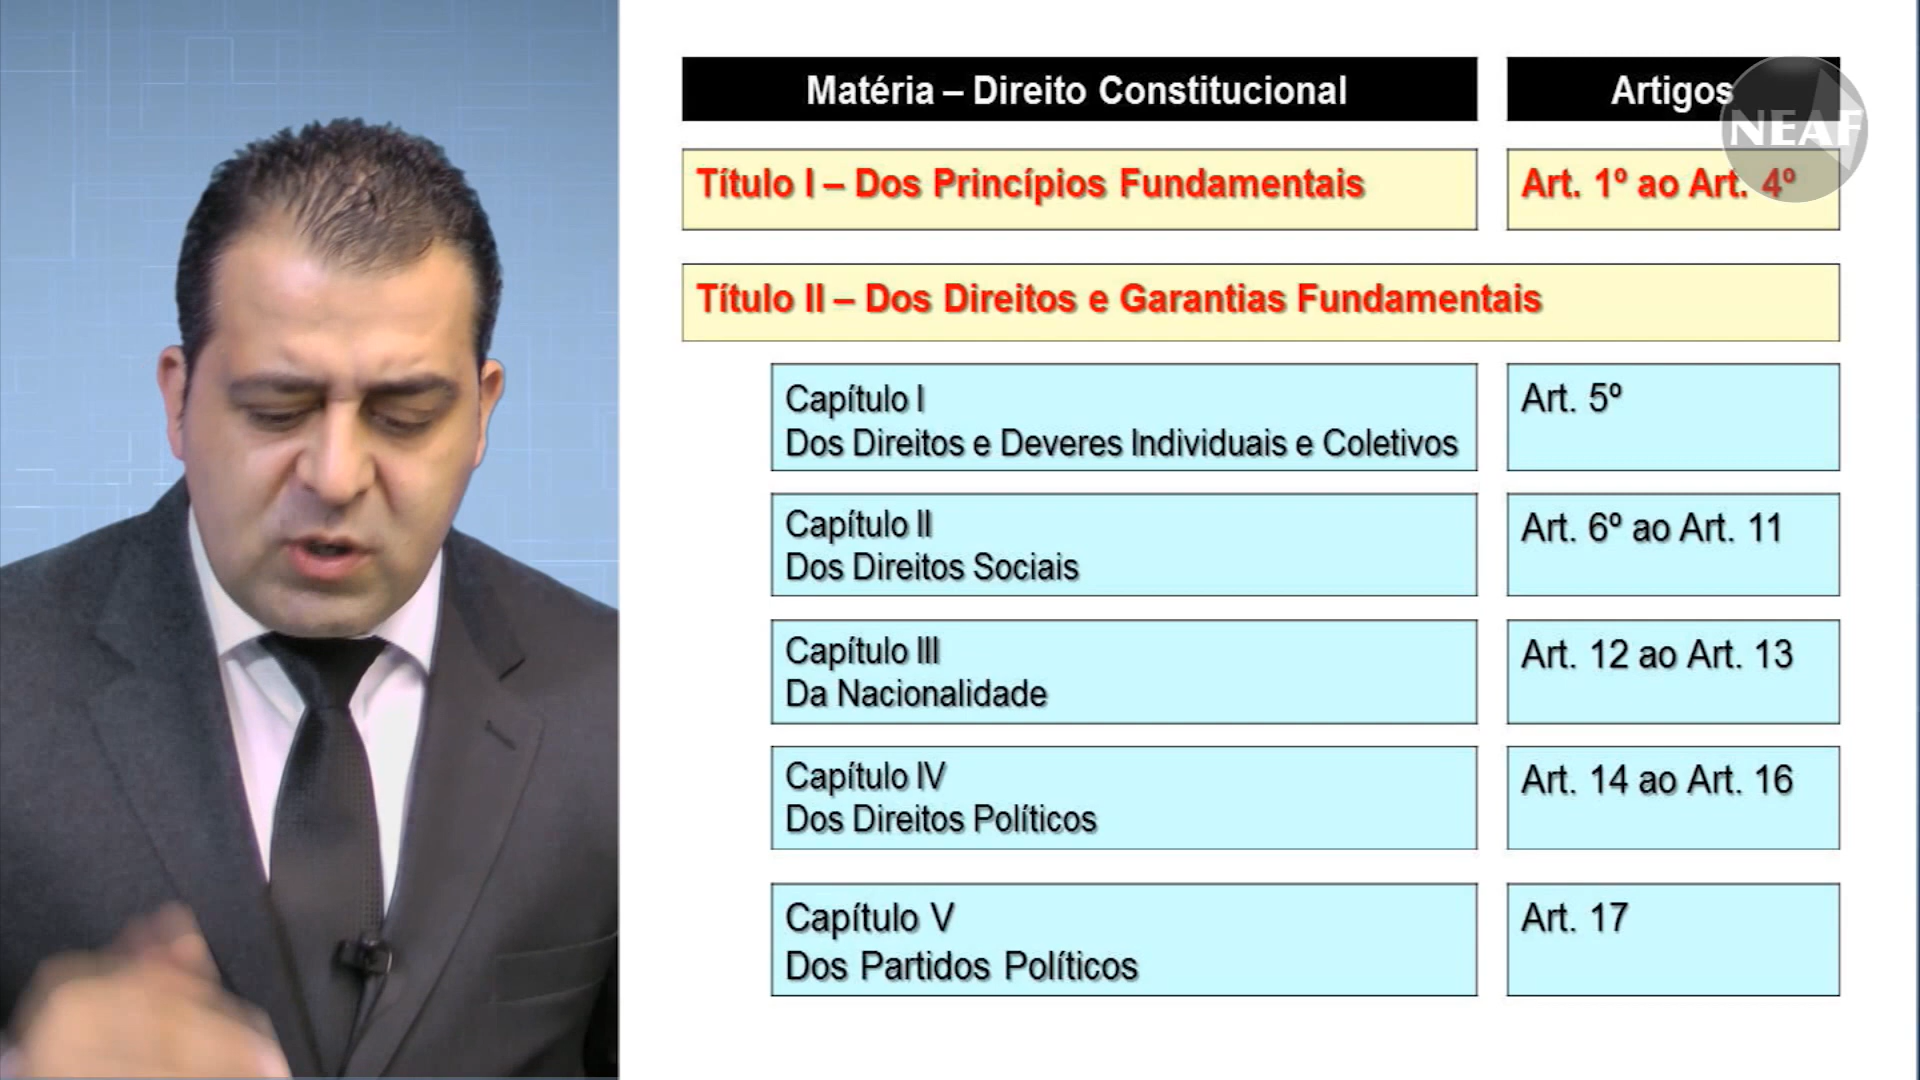 Matéria – Direito Constitucional
Artigos
NEAF
Título I – Dos Princípios Fundamentais
Art. 1º ao Art. 4º
Título II – Dos Direitos e Garantias Fundamentais
Capítulo I
Dos Direitos e Deveres Individuais e Coletivos
Art. 5º
Capítulo II
Dos Direitos Sociais
Art. 6º ao Art. 11
Capítulo III
Da Nacionalidade
Art. 12 ao Art. 13
Capítulo IV
Dos Direitos Políticos
Art. 14 ao Art. 16
Capítulo V
Dos Partidos Políticos
Art. 17